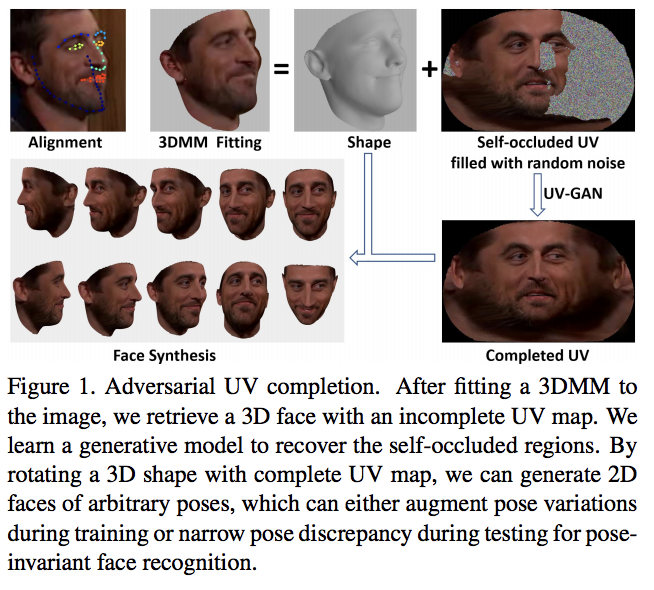 Alignment
3DMM Fitting
=
Shape
+
Self-occluded UV
filled with random noise
UV-GAN
Face Synthesis
Completed UV
Figure 1. Adversarial UV completion. After fitting a 3DMM to
the image, we retrieve a 3D face with an incomplete UV map. We
learn a generative model to recover the self-occluded regions. By
rotating a 3D shape with complete UV map, we can generate 2D
faces of arbitrary poses, which can either augment pose variations
during training or narrow pose discrepancy during testing for pose-
invariant face recognition.